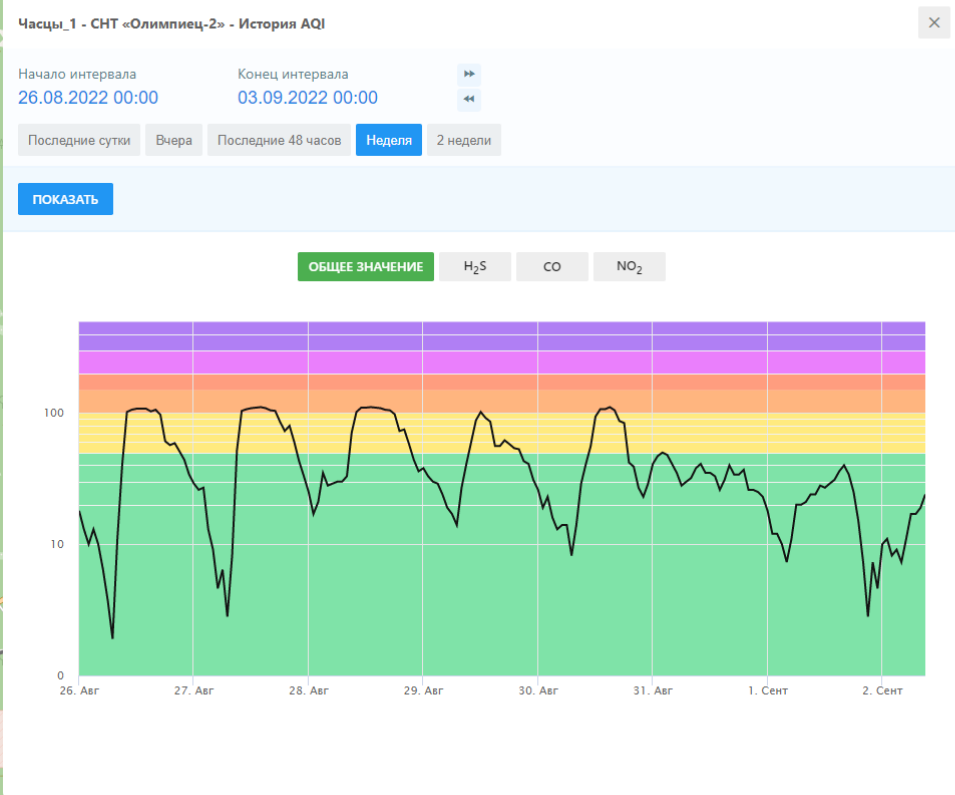 Часцы_1 - СНТ «Олимпиец-2» - История AQI
Начало интервала
Конец интервала
26.08.2022 00:00
03.09.2022 00:00
Последние сутки
Вчера
Последние 48 часов
Неделя
2 недели
ПОКАЗАТЬ
ОБЩЕЕ ЗНАЧЕНИЕ
H₂S
CO
NO₂
100
10
0
26. Авг
27. Авг
28. Авг
29. Авг
30. Авг
31. Авг
1. Сент
2. Сент